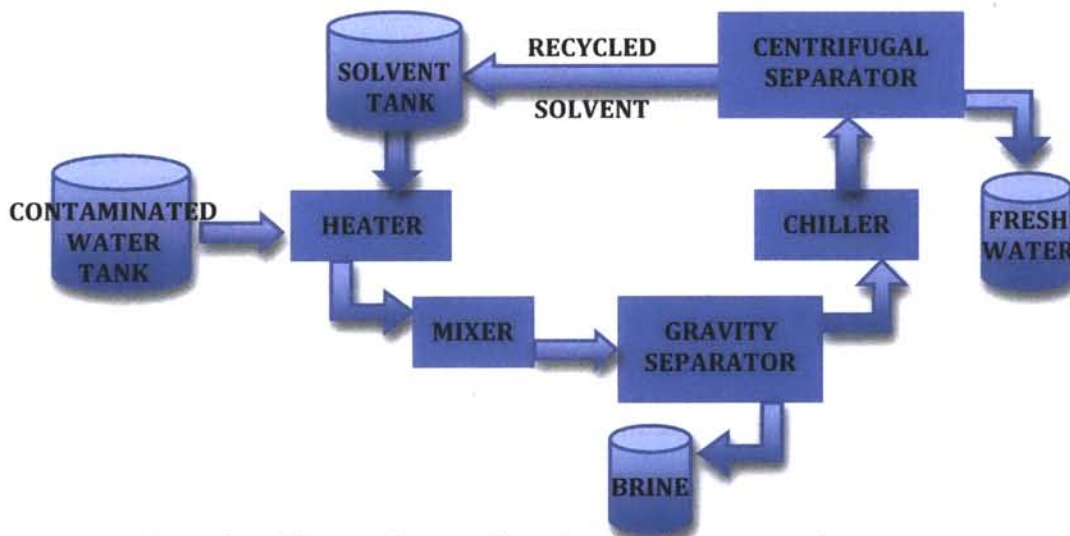 RECYCLED
SOLVENT
SOLVENT
TANK
CENTRIFUGAL
SEPARATOR
CONTAMINATED
WATER
TANK
HEATER
CHILLER
FRESH
WATER
MIXER
GRAVITY
SEPARATOR
BRINE